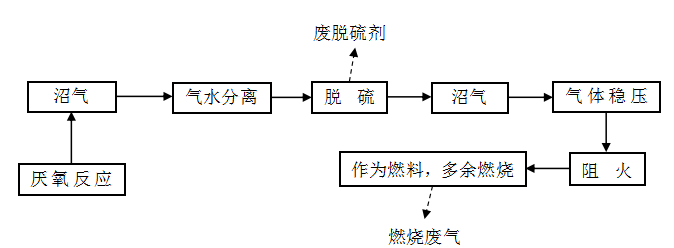 废脱硫剂
沼气
气水分离
脱 硫
沼气
气体稳压
厌氧反应
作为燃料，多余燃烧
阻 火
燃烧废气